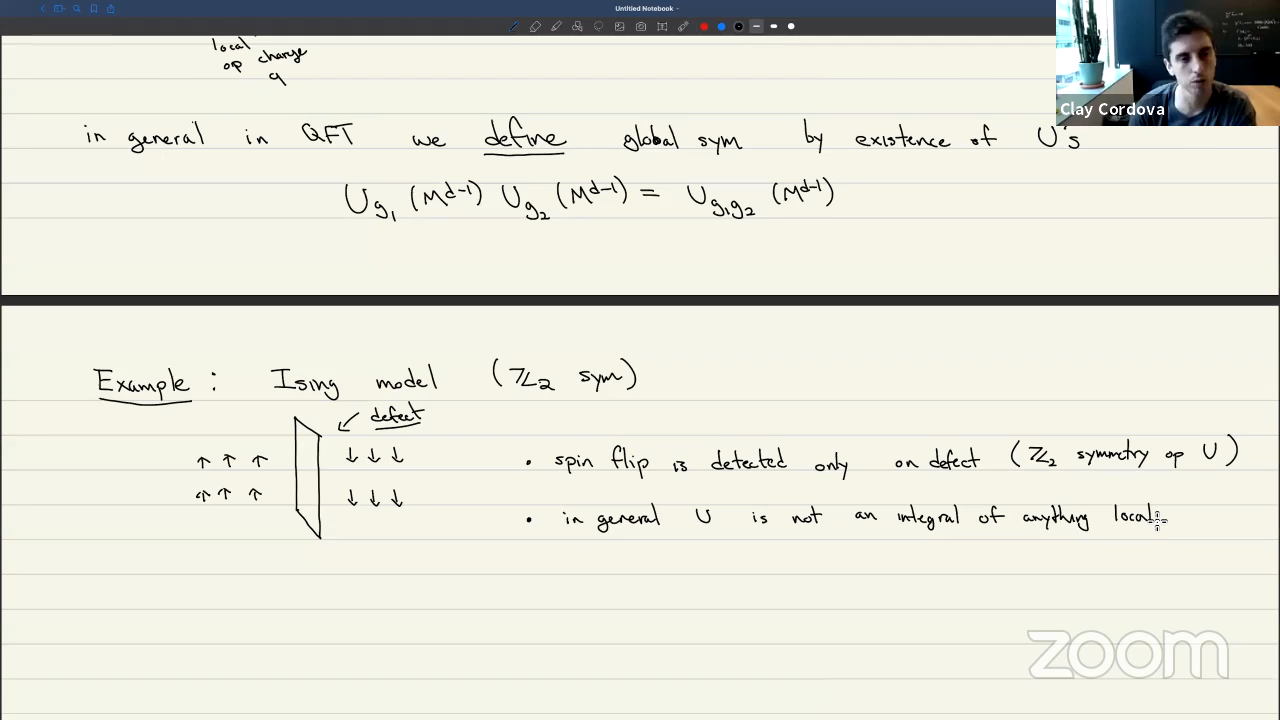 Untitled Notebook
Clay Cordova
local
op charge
q
in general in QFT we define global sym by existence of U's
U_{g_1} (M^{d-1}) U_{g_2} (M^{d-1}) = U_{g_1 g_2} (M^{d-1})
Example : Ising model (ℤ_2 sym)
defect
↑ ↑ ↑ ↓ ↓ ↓
↑ ↑ ↑ ↓ ↓ ↓
• spin flip is detected only on defect (ℤ_2 symmetry op U)
• in general U is not an integral of anything local
zoom